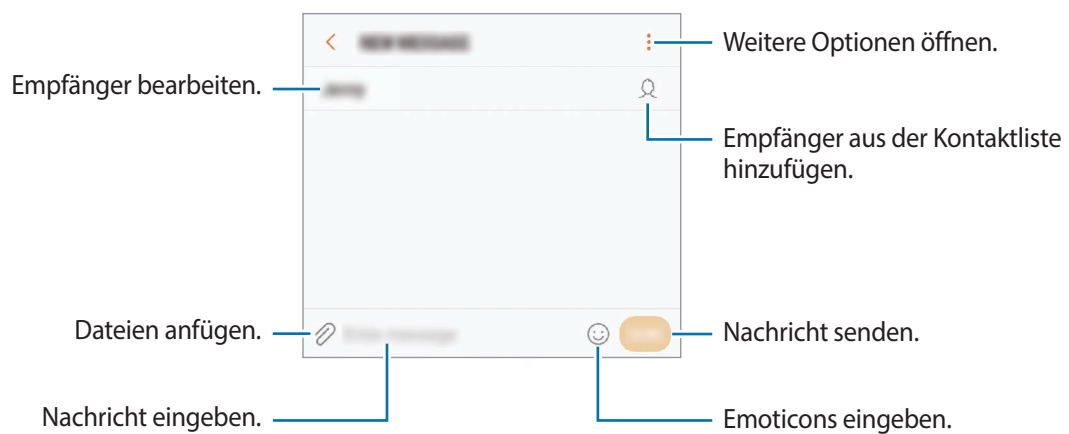 Weitere Optionen öffnen.
Empfänger bearbeiten.
Empfänger aus der Kontaktliste
hinzufügen.
Dateien anfügen.
Nachricht senden.
Nachricht eingeben.
Emoticons eingeben.